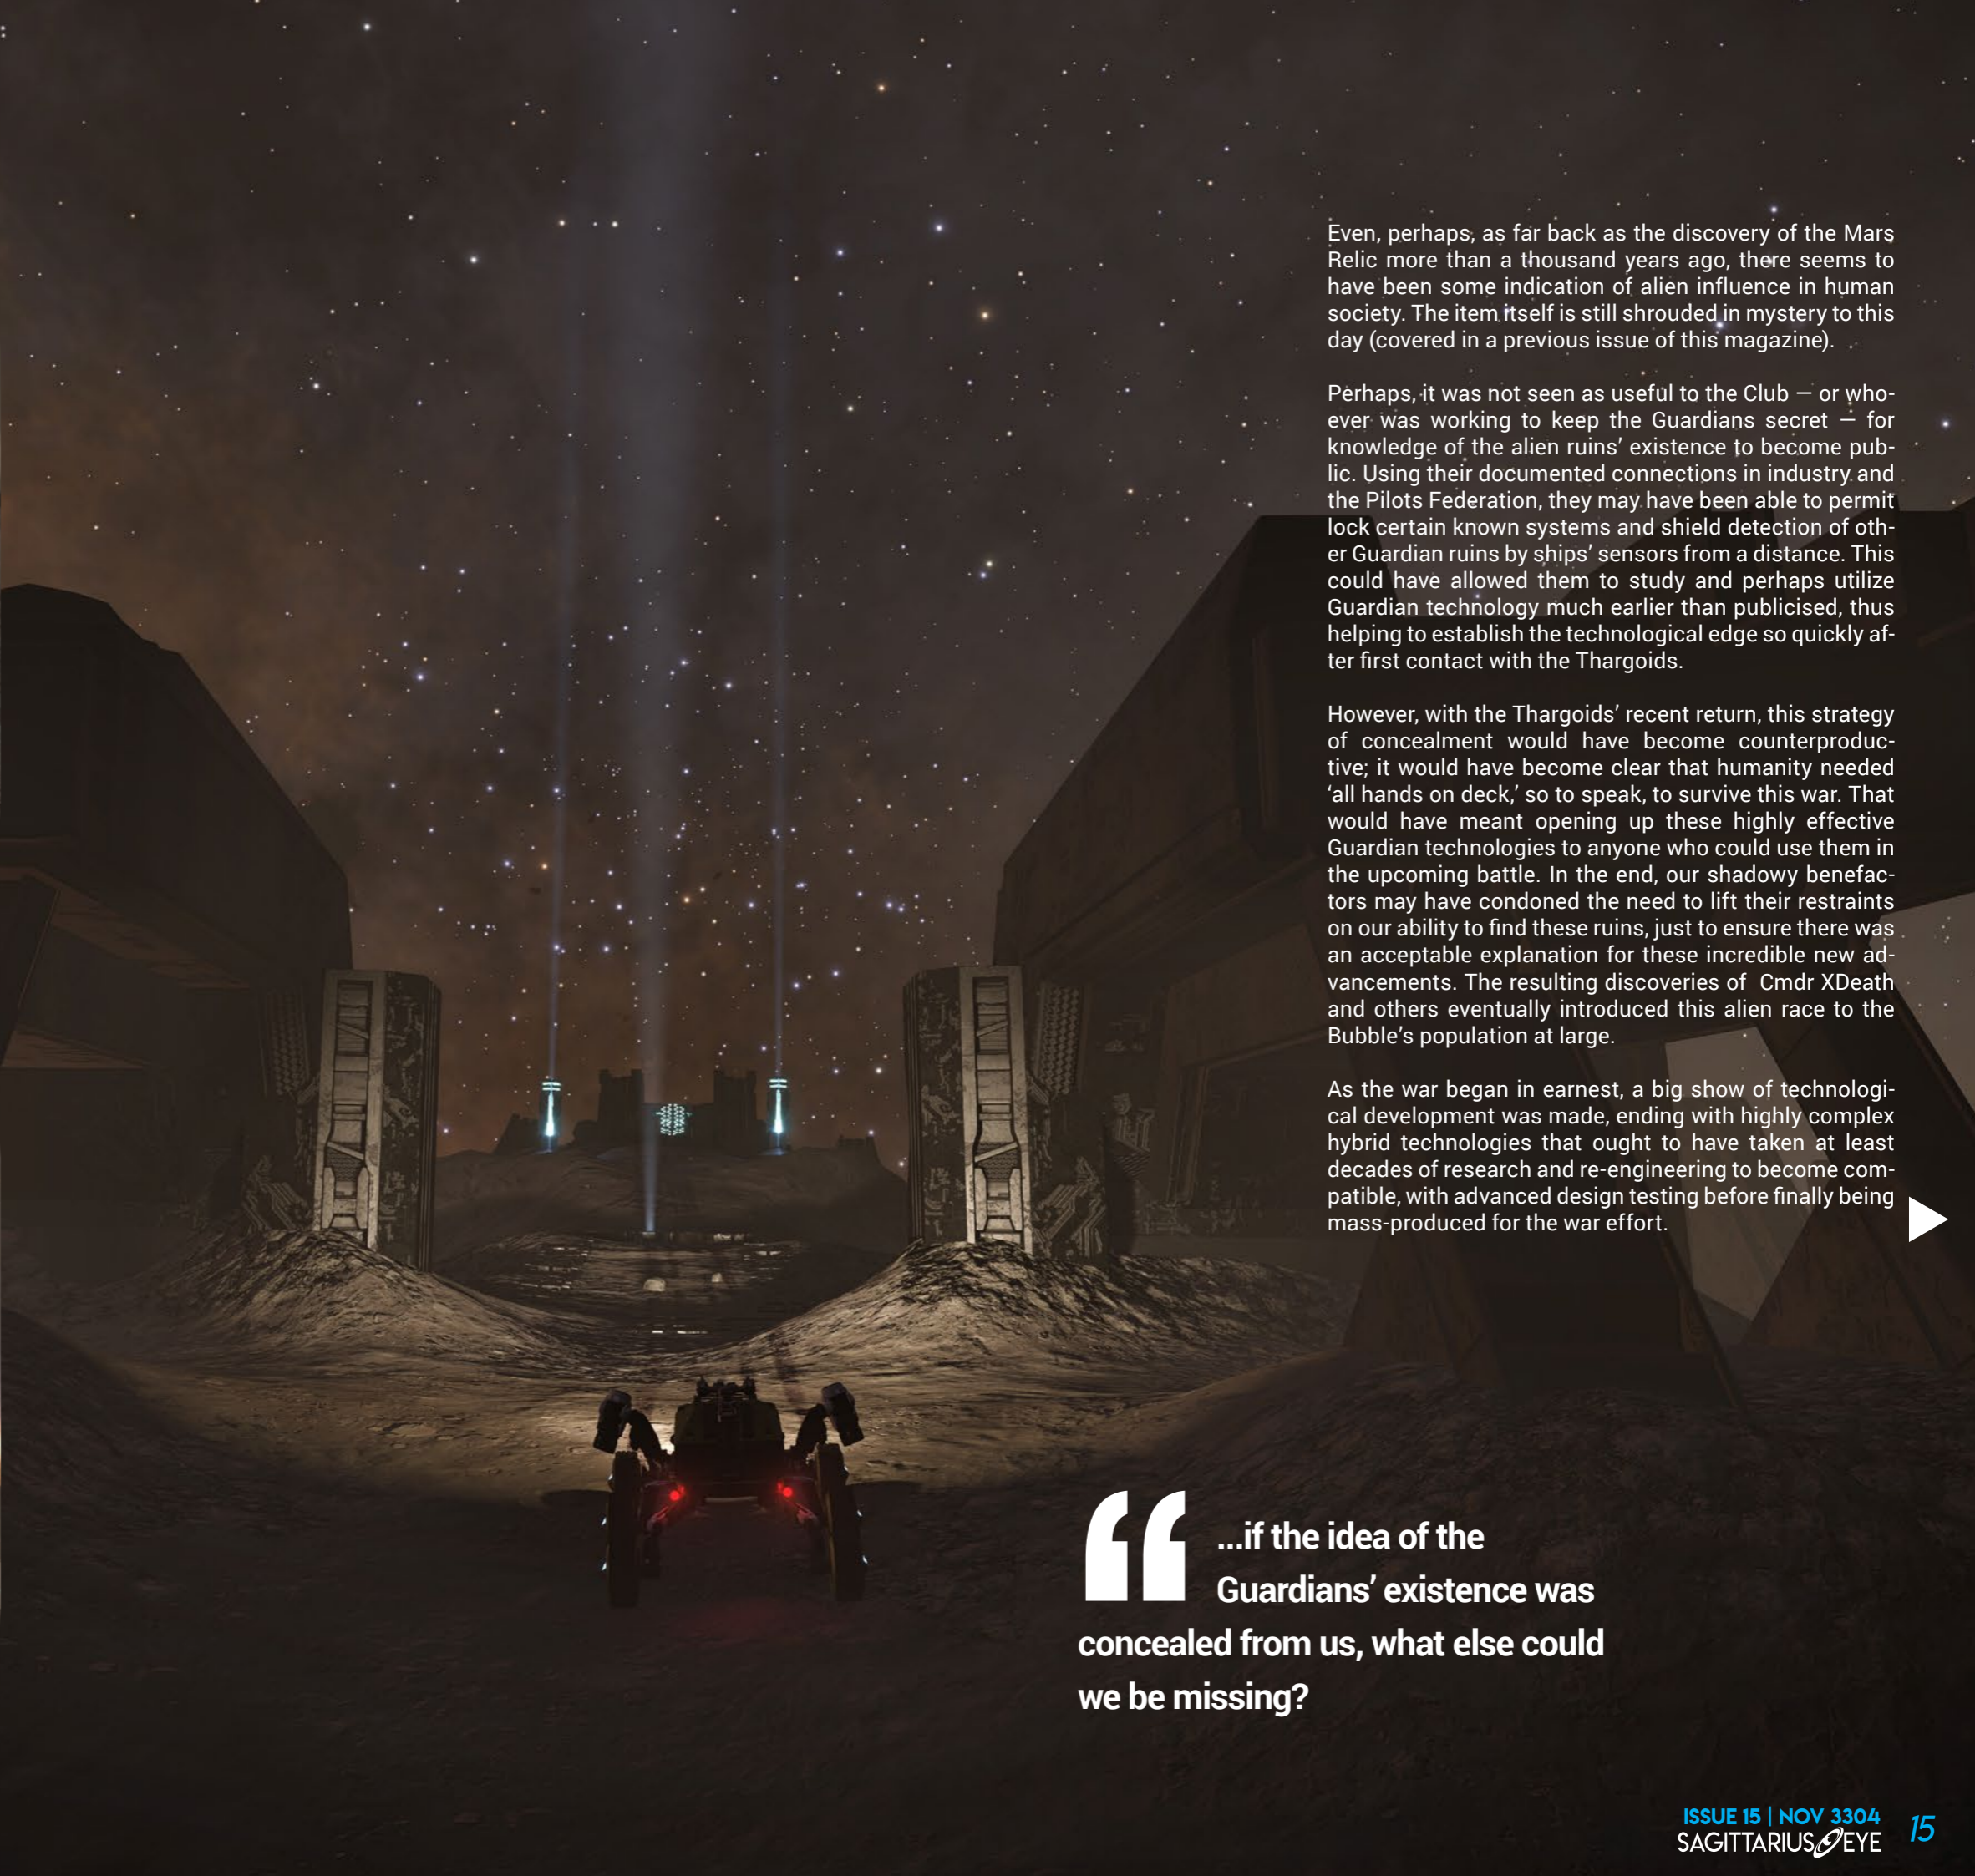 Even, perhaps, as far back as the discovery of the Mars
Relic more than a thousand years ago, there seems to
have been some indication of alien influence in human
society. The item itself is still shrouded in mystery to this
day (covered in a previous issue of this magazine).
Perhaps, it was not seen as useful to the Club — or who-
ever was working to keep the Guardians secret — for
knowledge of the alien ruins’ existence to become pub-
lic. Using their documented connections in industry and
the Pilots Federation, they may have been able to permit
lock certain known systems and shield detection of oth-
er Guardian ruins by ships’ sensors from a distance. This
could have allowed them to study and perhaps utilize
Guardian technology much earlier than publicised, thus
helping to establish the technological edge so quickly af-
ter first contact with the Thargoids.
However, with the Thargoids’ recent return, this strategy
of concealment would have become counterproduc-
tive; it would have become clear that humanity needed
‘all hands on deck,’ so to speak, to survive this war. That
would have meant opening up these highly effective
Guardian technologies to anyone who could use them in
the upcoming battle. In the end, our shadowy benefac-
tors may have condoned the need to lift their restraints
on our ability to find these ruins, just to ensure there was
an acceptable explanation for these incredible new ad-
vancements. The resulting discoveries of Cmdr XDeath
and others eventually introduced this alien race to the
Bubble’s population at large.
As the war began in earnest, a big show of technologi-
cal development was made, ending with highly complex
hybrid technologies that ought to have taken at least
decades of research and re-engineering to become com-
patible, with advanced design testing before finally being
mass-produced for the war effort.
“ ...if the idea of the
Guardians’ existence was
concealed from us, what else could
we be missing?
ISSUE 15 | NOV 3304
SAGITTARIUS EYE
15